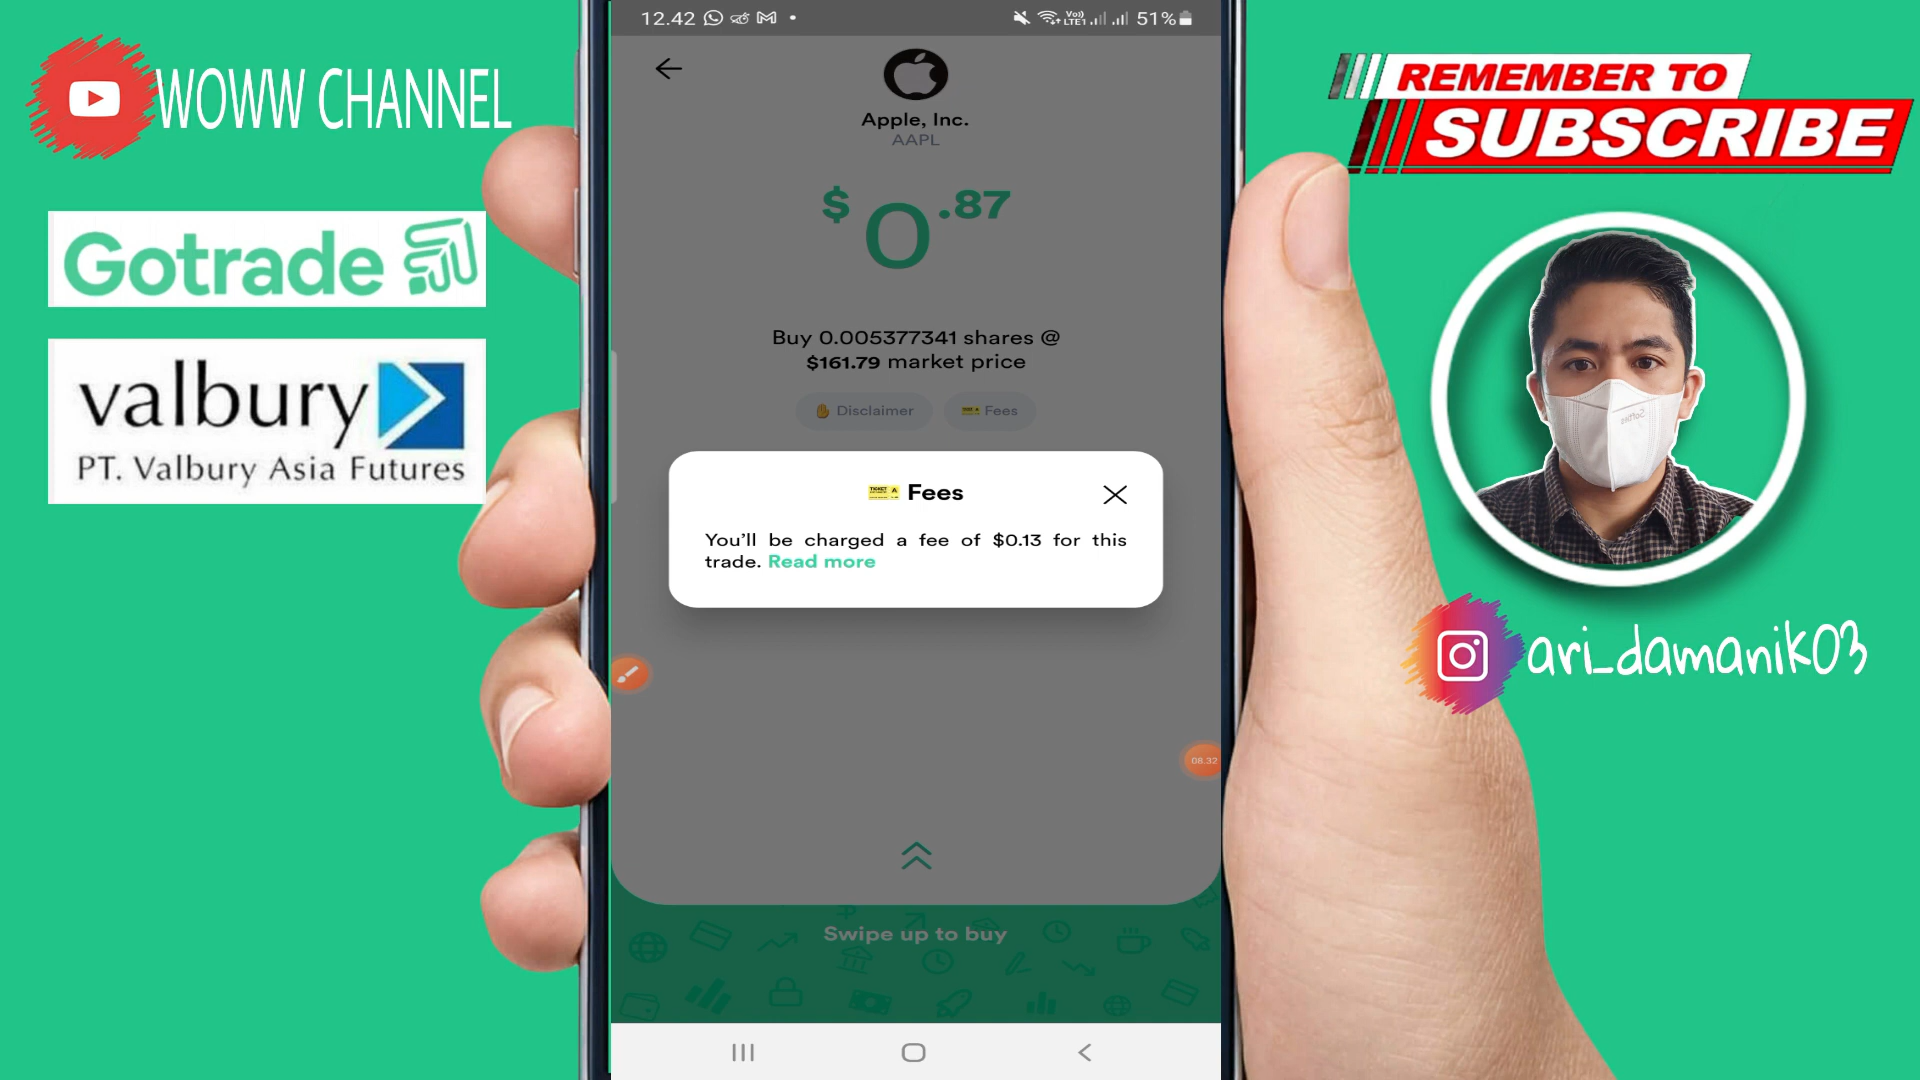 WOWW CHANNEL
Gotrade
valbury
PT. Valbury Asia Futures
12.42
Vo))
LTE1
51%
Apple, Inc.
AAPL
$0.87
Buy 0.005377341 shares @
$161.79 market price
Disclaimer
Fees
Fees
You'll be charged a fee of $0.13 for this
trade. Read more
08.32
Swipe up to buy
REMEMBER TO
SUBSCRIBE
ari_damanik03